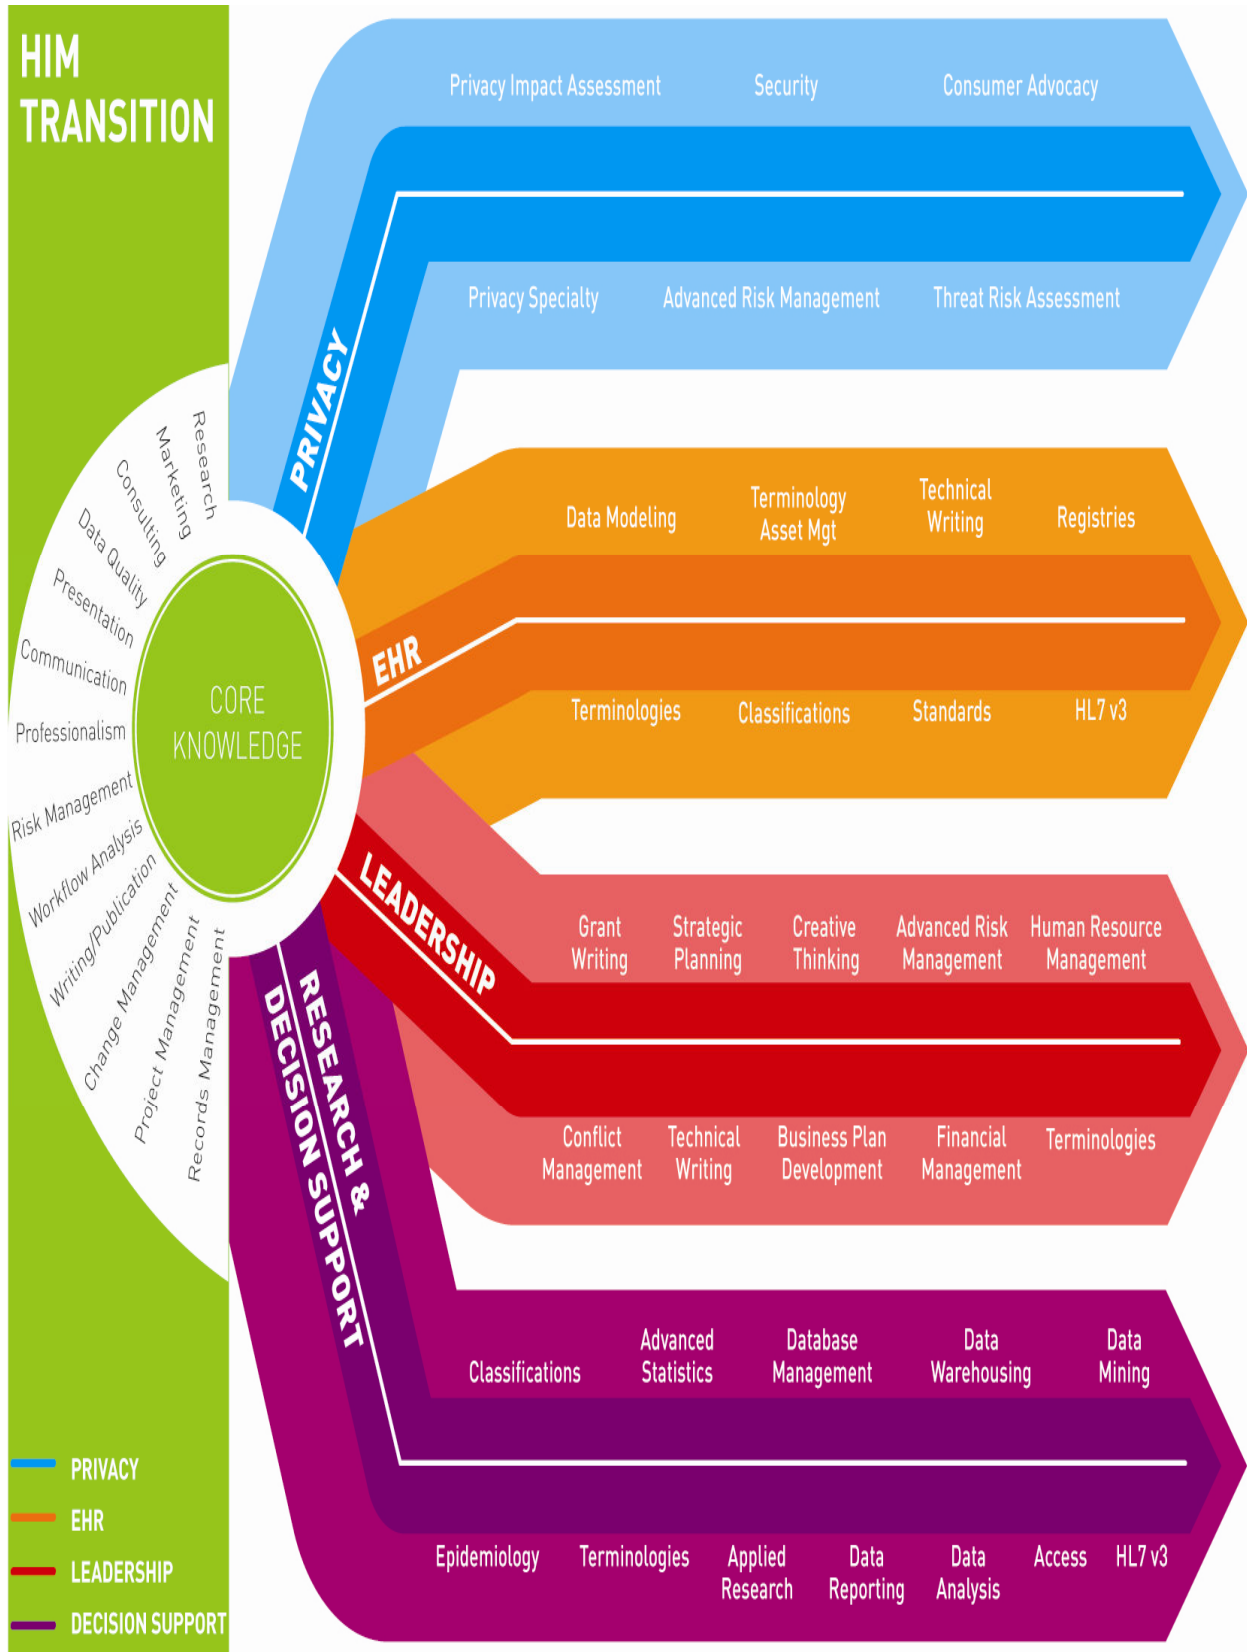 HIM
TRANSITION
Privacy Impact Assessment
Security
Consumer Advocacy
PRIVACY
Privacy Specialty
Advanced Risk Management
Threat Risk Assessment
Research
Marketing
Consulting
Data Quality
Presentation
Communication
Professionalism
Risk Management
Workflow Analysis
Writing/Publication
Change Management
Project Management
Records Management
CORE
KNOWLEDGE
EHR
Data Modeling
Terminology
Asset Mgt
Technical
Writing
Registries
Terminologies
Classifications
Standards
HL7 v3
LEADERSHIP
Grant
Writing
Strategic
Planning
Creative
Thinking
Advanced Risk
Management
Human Resource
Management
Conflict
Management
Technical
Writing
Business Plan
Development
Financial
Management
Terminologies
RESEARCH &
DECISION SUPPORT
Classifications
Advanced
Statistics
Database
Management
Data
Warehousing
Data
Mining
Epidemiology
Terminologies
Applied
Research
Data
Reporting
Data
Analysis
Access
HL7 v3
PRIVACY
EHR
LEADERSHIP
DECISION SUPPORT